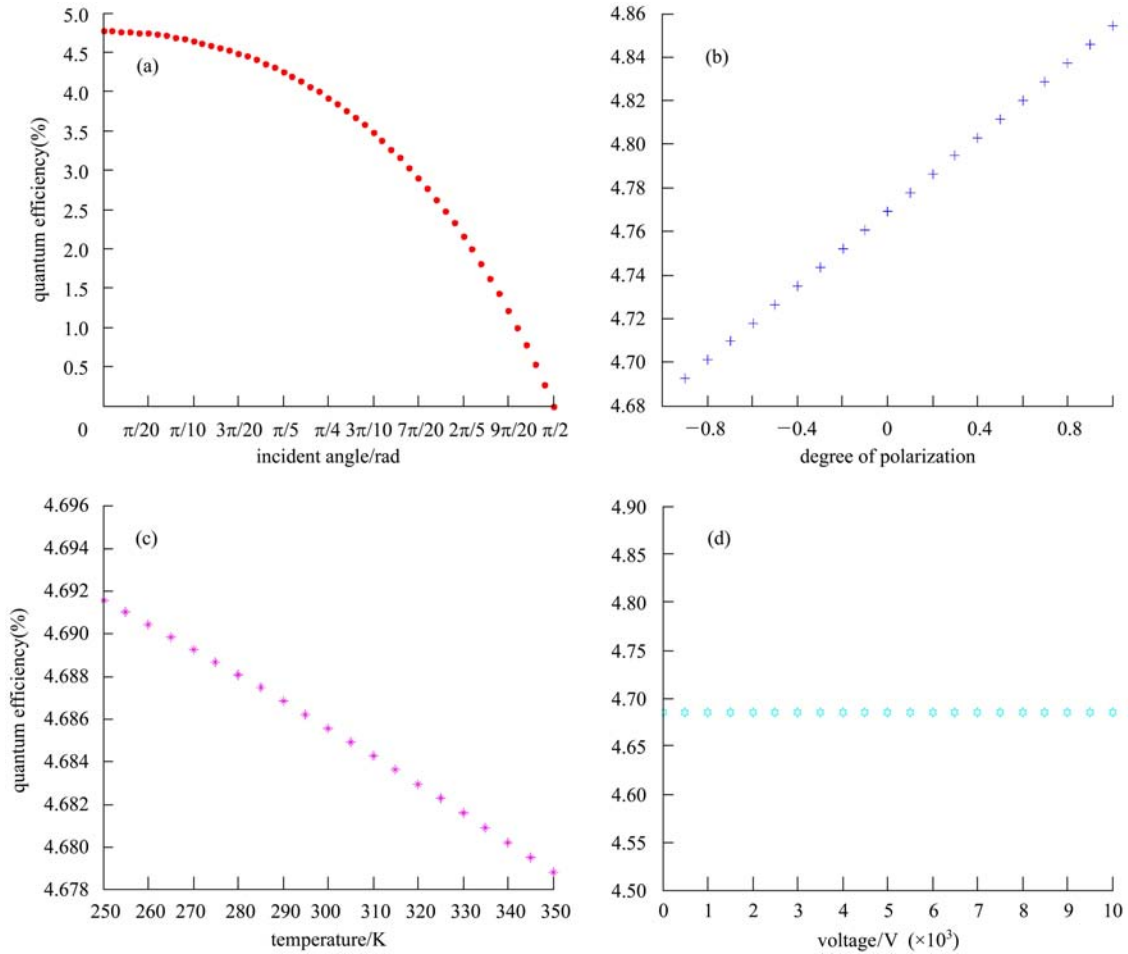 5.0
4.5
4.0
3.5
3.0
2.5
2.0
1.5
1.0
0.5
quantum efficiency(%)
(a)
0 π/20 π/10 3π/20 π/5 π/4 3π/10 7π/20 2π/5 9π/20 π/2
incident angle/rad
4.86
4.84
4.82
4.80
4.78
4.76
4.74
4.72
4.70
4.68
(b)
−0.8 −0.4 0 0.4 0.8
degree of polarization
4.696
4.694
4.692
4.690
4.688
4.686
4.684
4.682
4.680
4.678
quantum efficiency(%)
(c)
250 260 270 280 290 300 310 320 330 340 350
temperature/K
4.90
4.85
4.80
4.75
4.70
4.65
4.60
4.55
4.50
(d)
0 1 2 3 4 5 6 7 8 9 10
voltage/V (×10³)